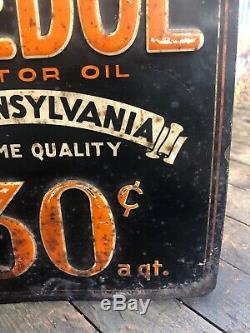 EDOL
TOR OIL
NSYLVANIA
ME QUALITY
30¢
a qt.
ebay